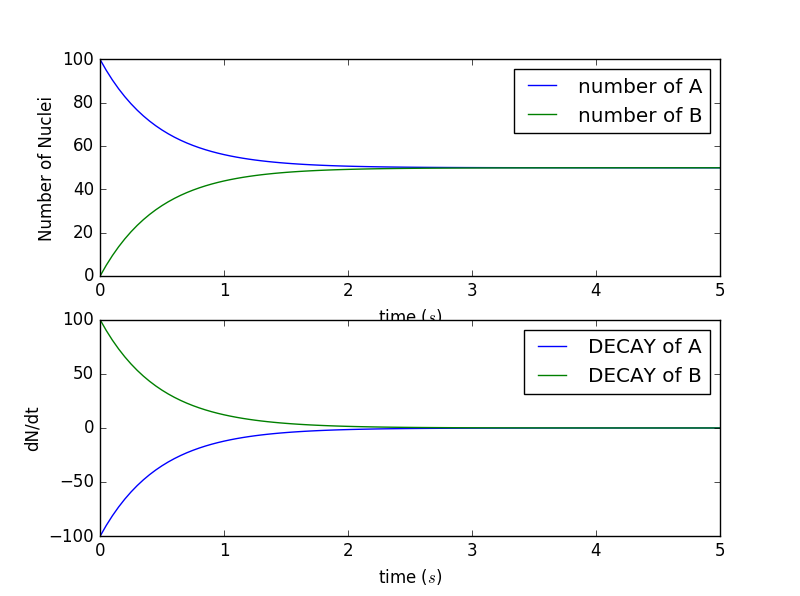 100
80
60
40
20
0
Number of Nuclei
number of A
number of B
0 1 2 3 4 5
time (s)
100
50
0
−50
−100
dN/dt
DECAY of A
DECAY of B
0 1 2 3 4 5
time (s)